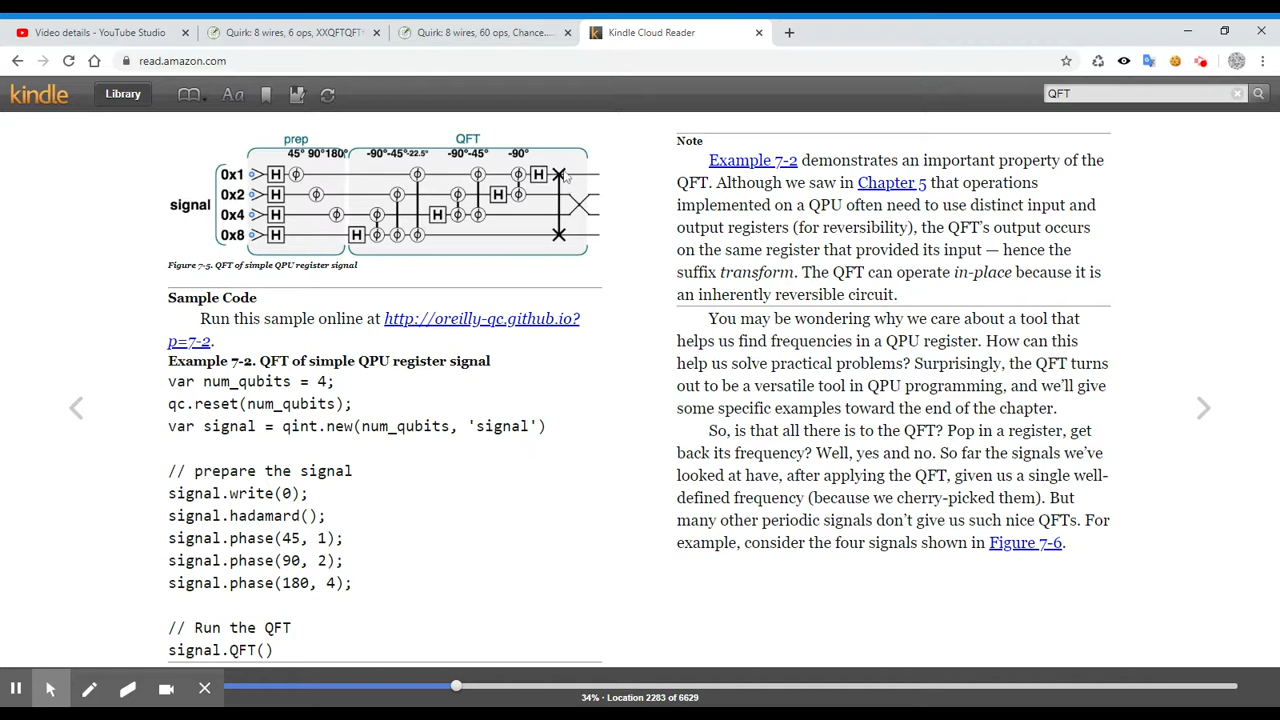 Video details - YouTube Studio
Quirk: 8 wires, 6 ops, XXQFTQFT
Quirk: 8 wires, 60 ops, Chance...
Kindle Cloud Reader
read.amazon.com
kindle
Library
Aa
QFT
prep
QFT
45° 90°180°
-90°-45°-22.5°
-90°-45°
-90°
signal
0x1
H
H
0x2
H
H
0x4
H
H
0x8
H
H
Figure 7-5. QFT of simple QPU register signal
Sample Code
Run this sample online at http://oreilly-qc.github.io?
p=7-2.
Example 7-2. QFT of simple QPU register signal
var num_qubits = 4;
qc.reset(num_qubits);
var signal = qint.new(num_qubits, 'signal')
// prepare the signal
signal.write(0);
signal.hadamard();
signal.phase(45, 1);
signal.phase(90, 2);
signal.phase(180, 4);
// Run the QFT
signal.QFT()
Note
Example 7-2 demonstrates an important property of the
QFT. Although we saw in Chapter 5 that operations
implemented on a QPU often need to use distinct input and
output registers (for reversibility), the QFT's output occurs
on the same register that provided its input — hence the
suffix transform. The QFT can operate in-place because it is
an inherently reversible circuit.
You may be wondering why we care about a tool that
helps us find frequencies in a QPU register. How can this
help us solve practical problems? Surprisingly, the QFT turns
out to be a versatile tool in QPU programming, and we'll give
some specific examples toward the end of the chapter.
So, is that all there is to the QFT? Pop in a register, get
back its frequency? Well, yes and no. So far the signals we've
looked at have, after applying the QFT, given us a single well-
defined frequency (because we cherry-picked them). But
many other periodic signals don't give us such nice QFTs. For
example, consider the four signals shown in Figure 7-6.
34% · Location 2283 of 6629